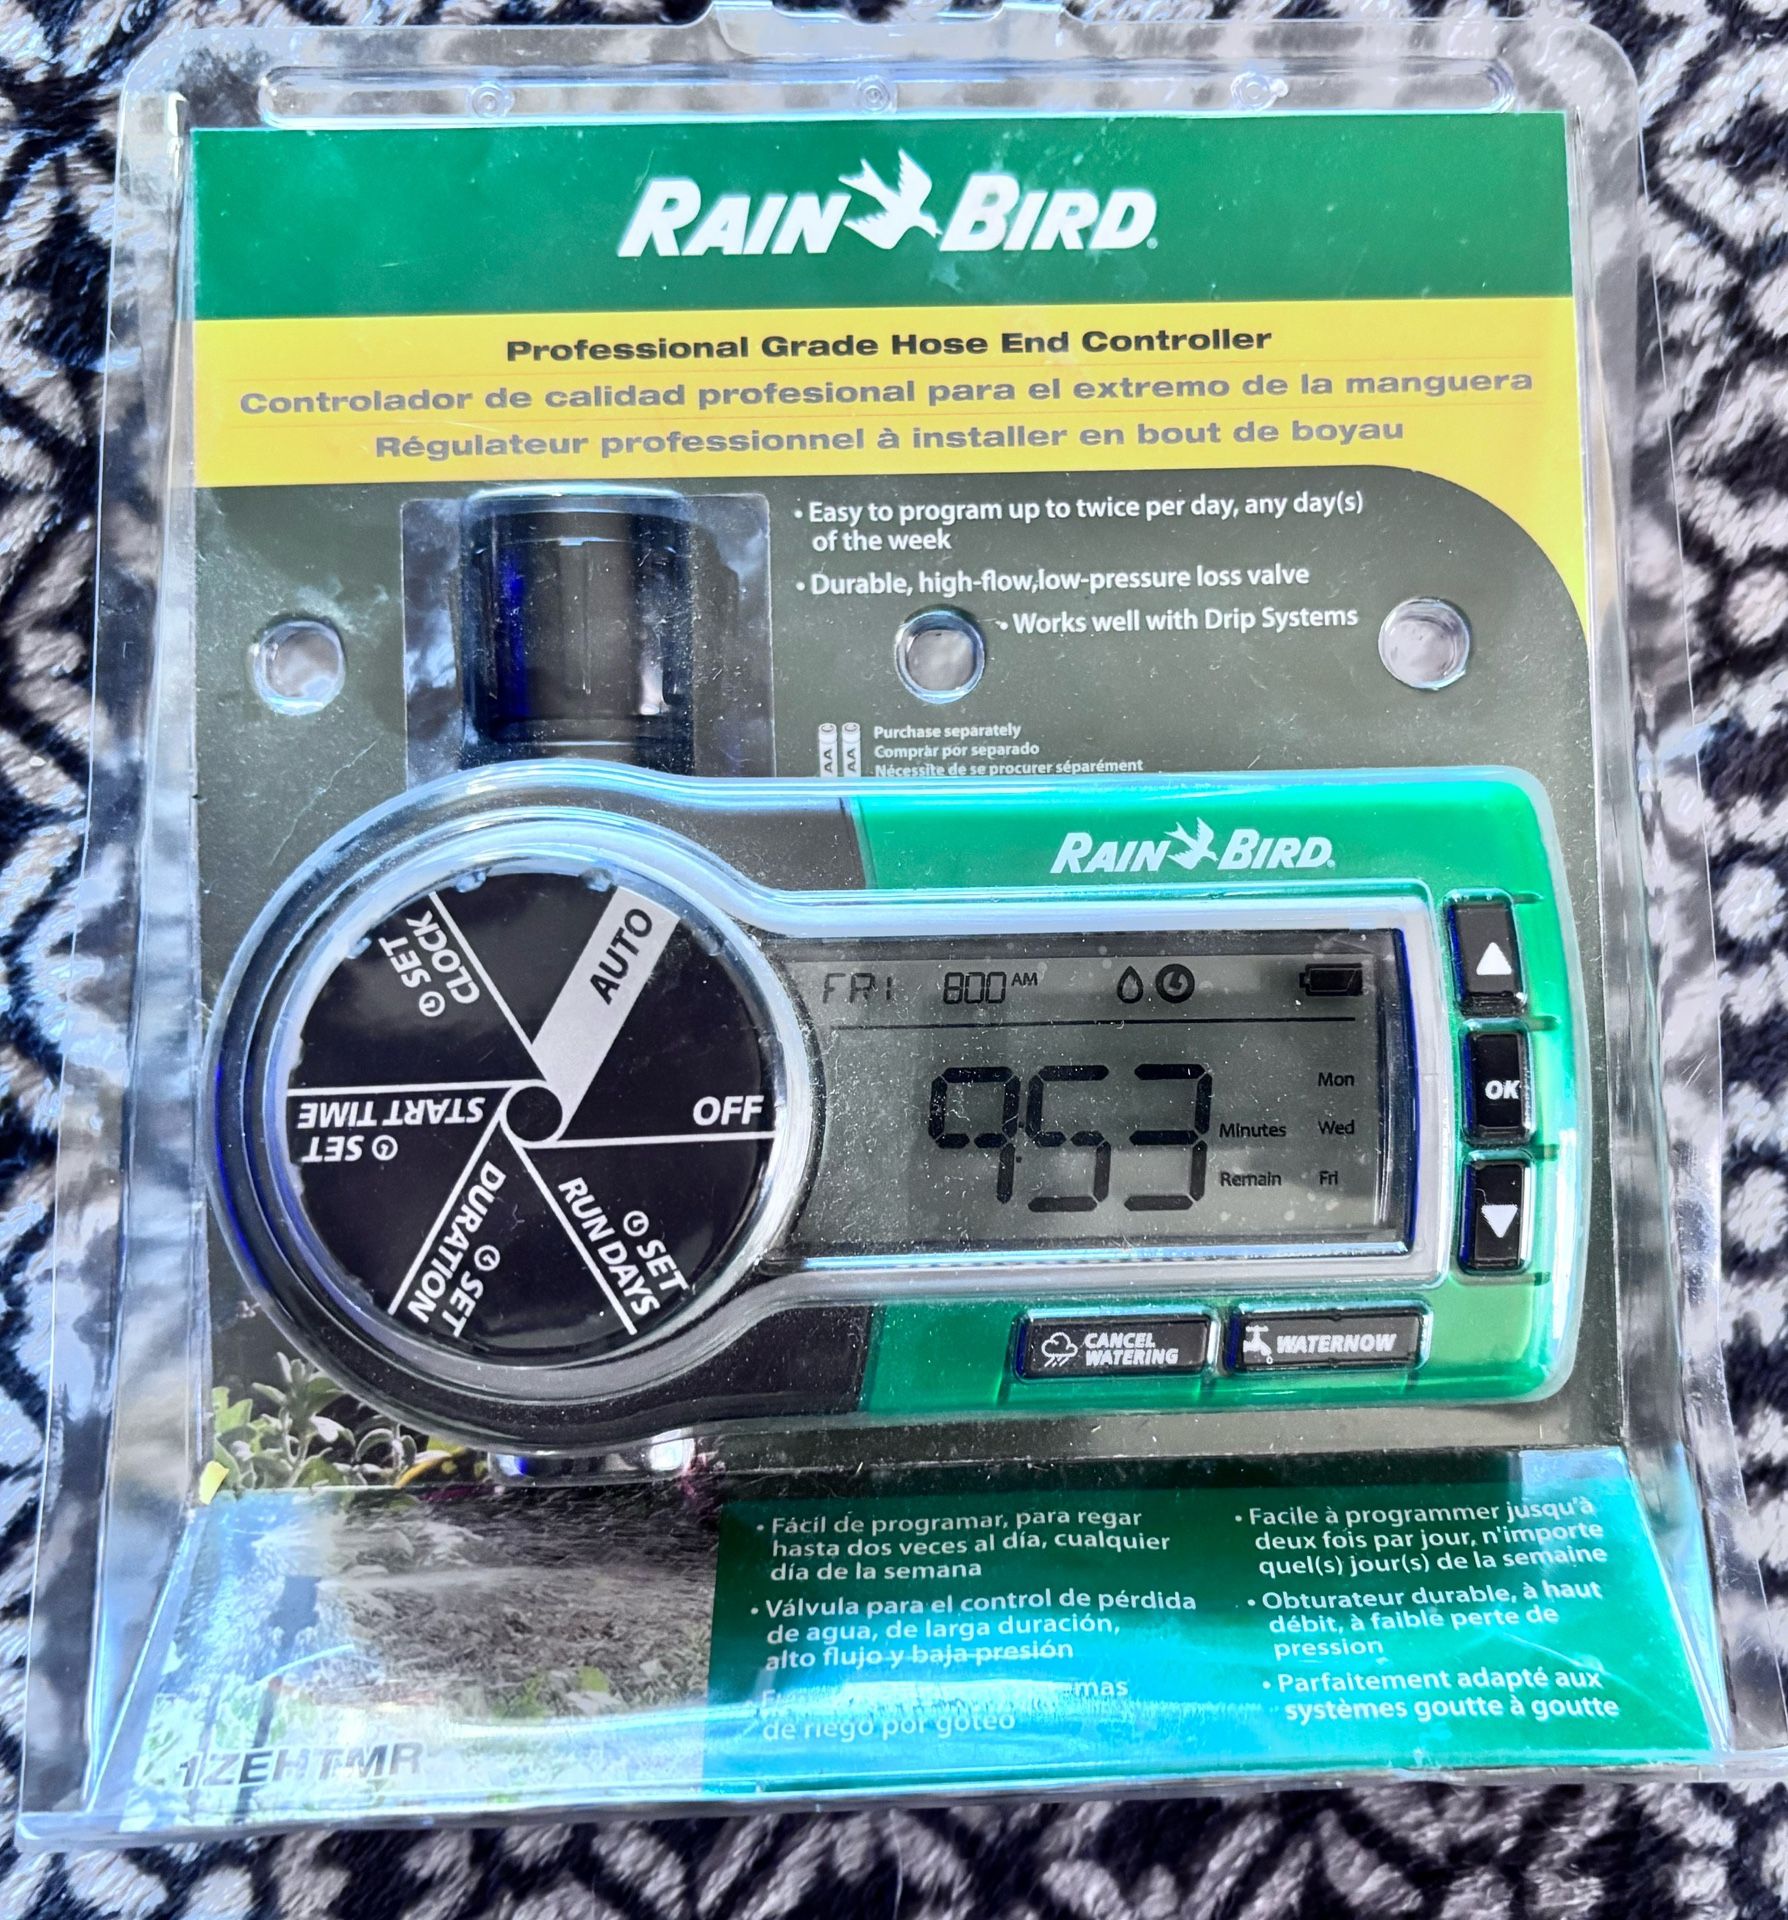 RAIN BIRD®
Professional Grade Hose End Controller
Controlador de calidad profesional para el extremo de la manguera
Régulateur professionnel à installer en bout de boyau
• Easy to program up to twice per day, any day(s)
of the week
• Durable, high-flow,low-pressure loss valve
• Works well with Drip Systems
AA AA
Purchase separately
Comprar por separado
Nécessite de se procurer séparément
RAIN BIRD®
SET
CLOCK
AUTO
OFF
SET
START TIME
SET
DURATION
SET
RUN DAYS
FRI 800 AM
9:53
Minutes
Remain
Mon
Wed
Fri
OK
CANCEL
WATERING
WATERNOW
• Fácil de programar, para regar
hasta dos veces al día, cualquier
día de la semana
• Válvula para el control de pérdida
de agua, de larga duración,
alto flujo y baja presión
mas
de riego por goteo
• Facile à programmer jusqu'à
deux fois par jour, n'importe
quel(s) jour(s) de la semaine
• Obturateur durable, à haut
débit, à faible perte de
pression
• Parfaitement adapté aux
systèmes goutte à goutte
1ZEHTMR